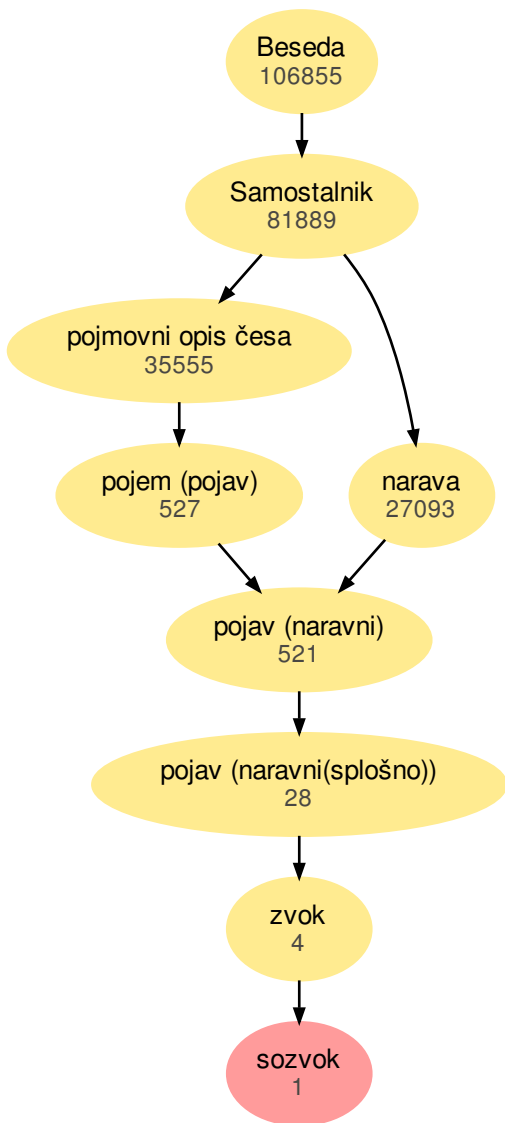 Beseda
106855
Samostalnik
81889
pojmovni opis česa
35555
pojem (pojav)
527
narava
27093
pojav (naravni)
521
pojav (naravni(splošno))
28
zvok
4
sozvok
1